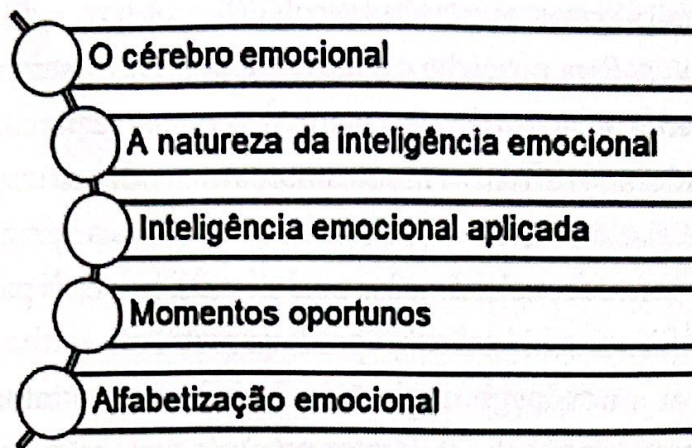 O cérebro emocional
A natureza da inteligência emocional
Inteligência emocional aplicada
Momentos oportunos
Alfabetização emocional